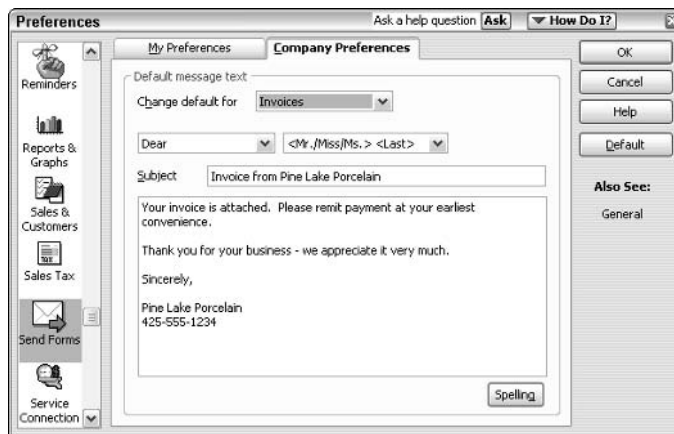 Preferences
Ask a help question Ask How Do I?
My Preferences
Company Preferences
Reminders
Reports &
Graphs
Sales &
Customers
TAX
Sales Tax
Send Forms
Service
Connection
Default message text
Change default for Invoices
Dear <Mr./Miss/Ms.> <Last>
Subject Invoice from Pine Lake Porcelain
Your invoice is attached. Please remit payment at your earliest
convenience.
Thank you for your business - we appreciate it very much.
Sincerely,
Pine Lake Porcelain
425-555-1234
Spelling
OK
Cancel
Help
Default
Also See:
General